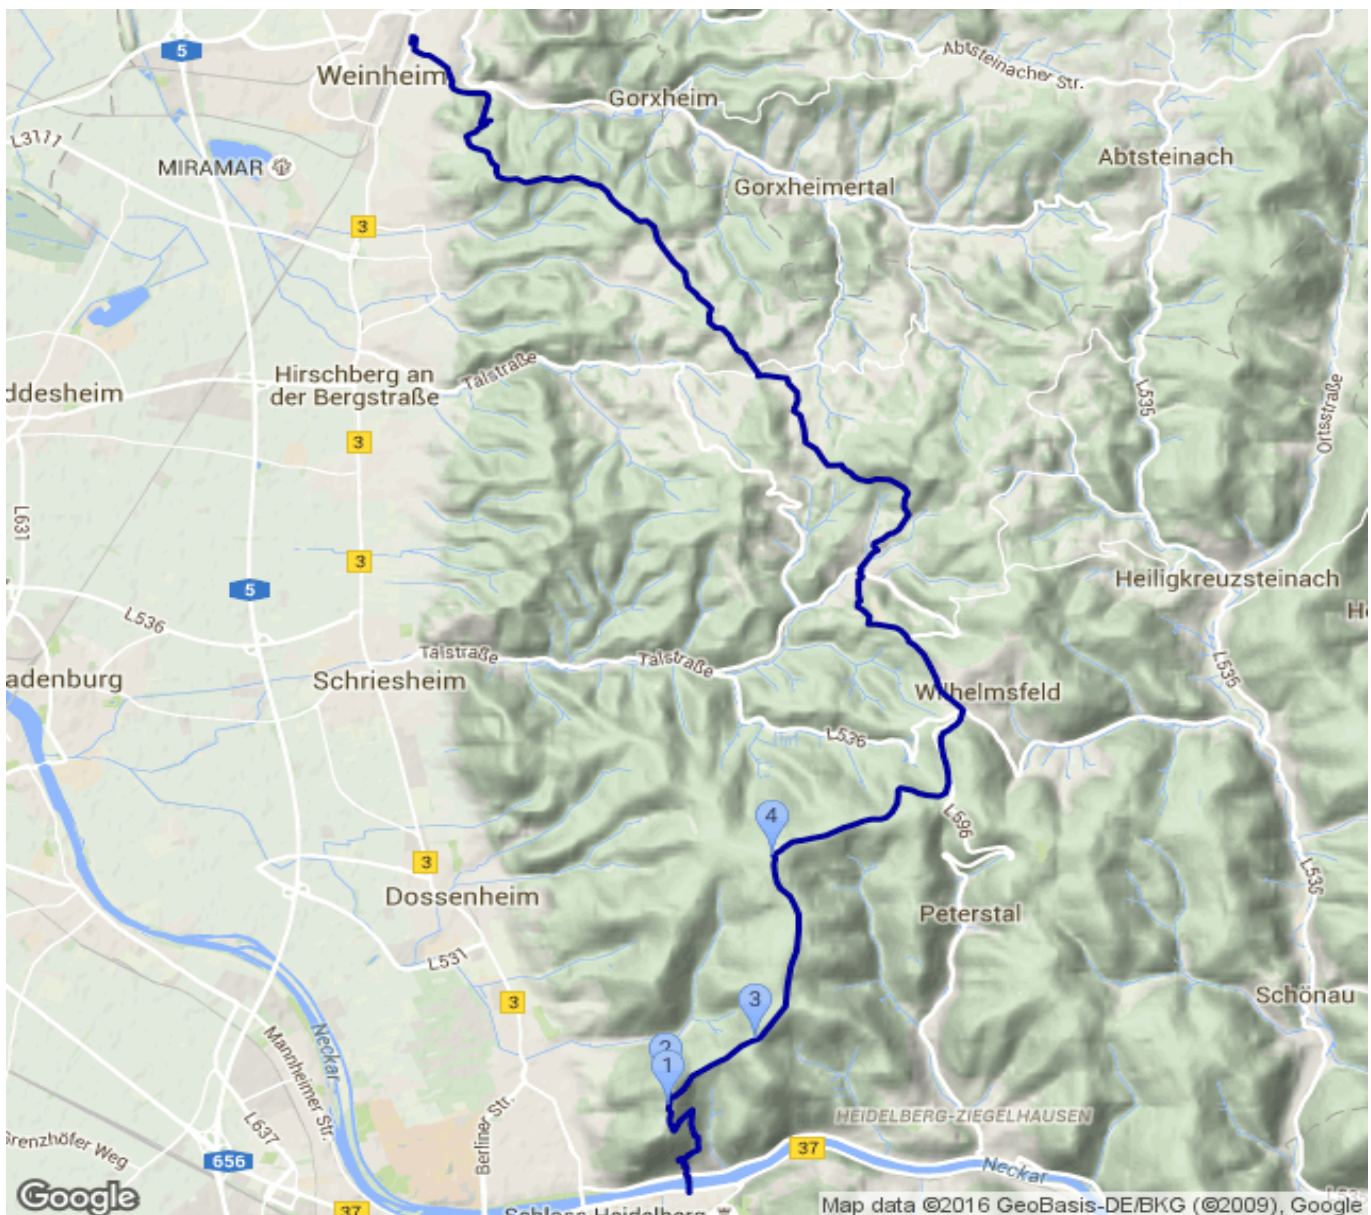 5
Weinheim
Abtsteinacher Str.
Gorxheim
L3111
MIRAMAR
Abtsteinach
Gorxheimertal
3
Hirschberg an
der Bergstraße
Talstraße
ddesheim
L535
Ortsstraße
3
L631
3
5
Heiligkreuzsteinach
L536
Talstraße
Talstraße
adenburg
Schriesheim
Wilhelmsfeld
L535
L536
4
L596
3
Dossenheim
L535
Peterstal
L531
3
3
Schönau
Neckar
2
1
Mannheimer Str.
Berliner Str.
HEIDELBERG-ZIEGELHAUSEN
L637
Grenzhöfer Weg
656
37
Neckar
37
Schloss Heidelberg
Google
Map data ©2016 GeoBasis-DE/BKG (©2009), Google